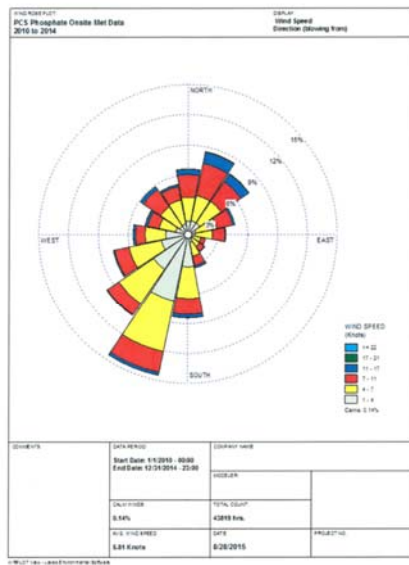 WIND ROSE PLOT:
DISPLAY:
PCS Phosphate Onsite Met Data
2010 to 2014
Wind Speed
Direction (blowing from)
NORTH
15%
12%
9%
6%
3%
WEST
EAST
SOUTH
WIND SPEED
(Knots)
>= 22
17 - 21
11 - 17
7 - 11
4 - 7
1 - 4
Calms: 0.14%
COMMENTS:
DATA PERIOD:
Start Date: 1/1/2010 - 00:00
End Date: 12/31/2014 - 23:00
COMPANY NAME:
MODELER:
CALM WINDS:
0.14%
TOTAL COUNT:
43819 hrs.
AVG. WIND SPEED:
DATE:
8/28/2015
PROJECT NO.: